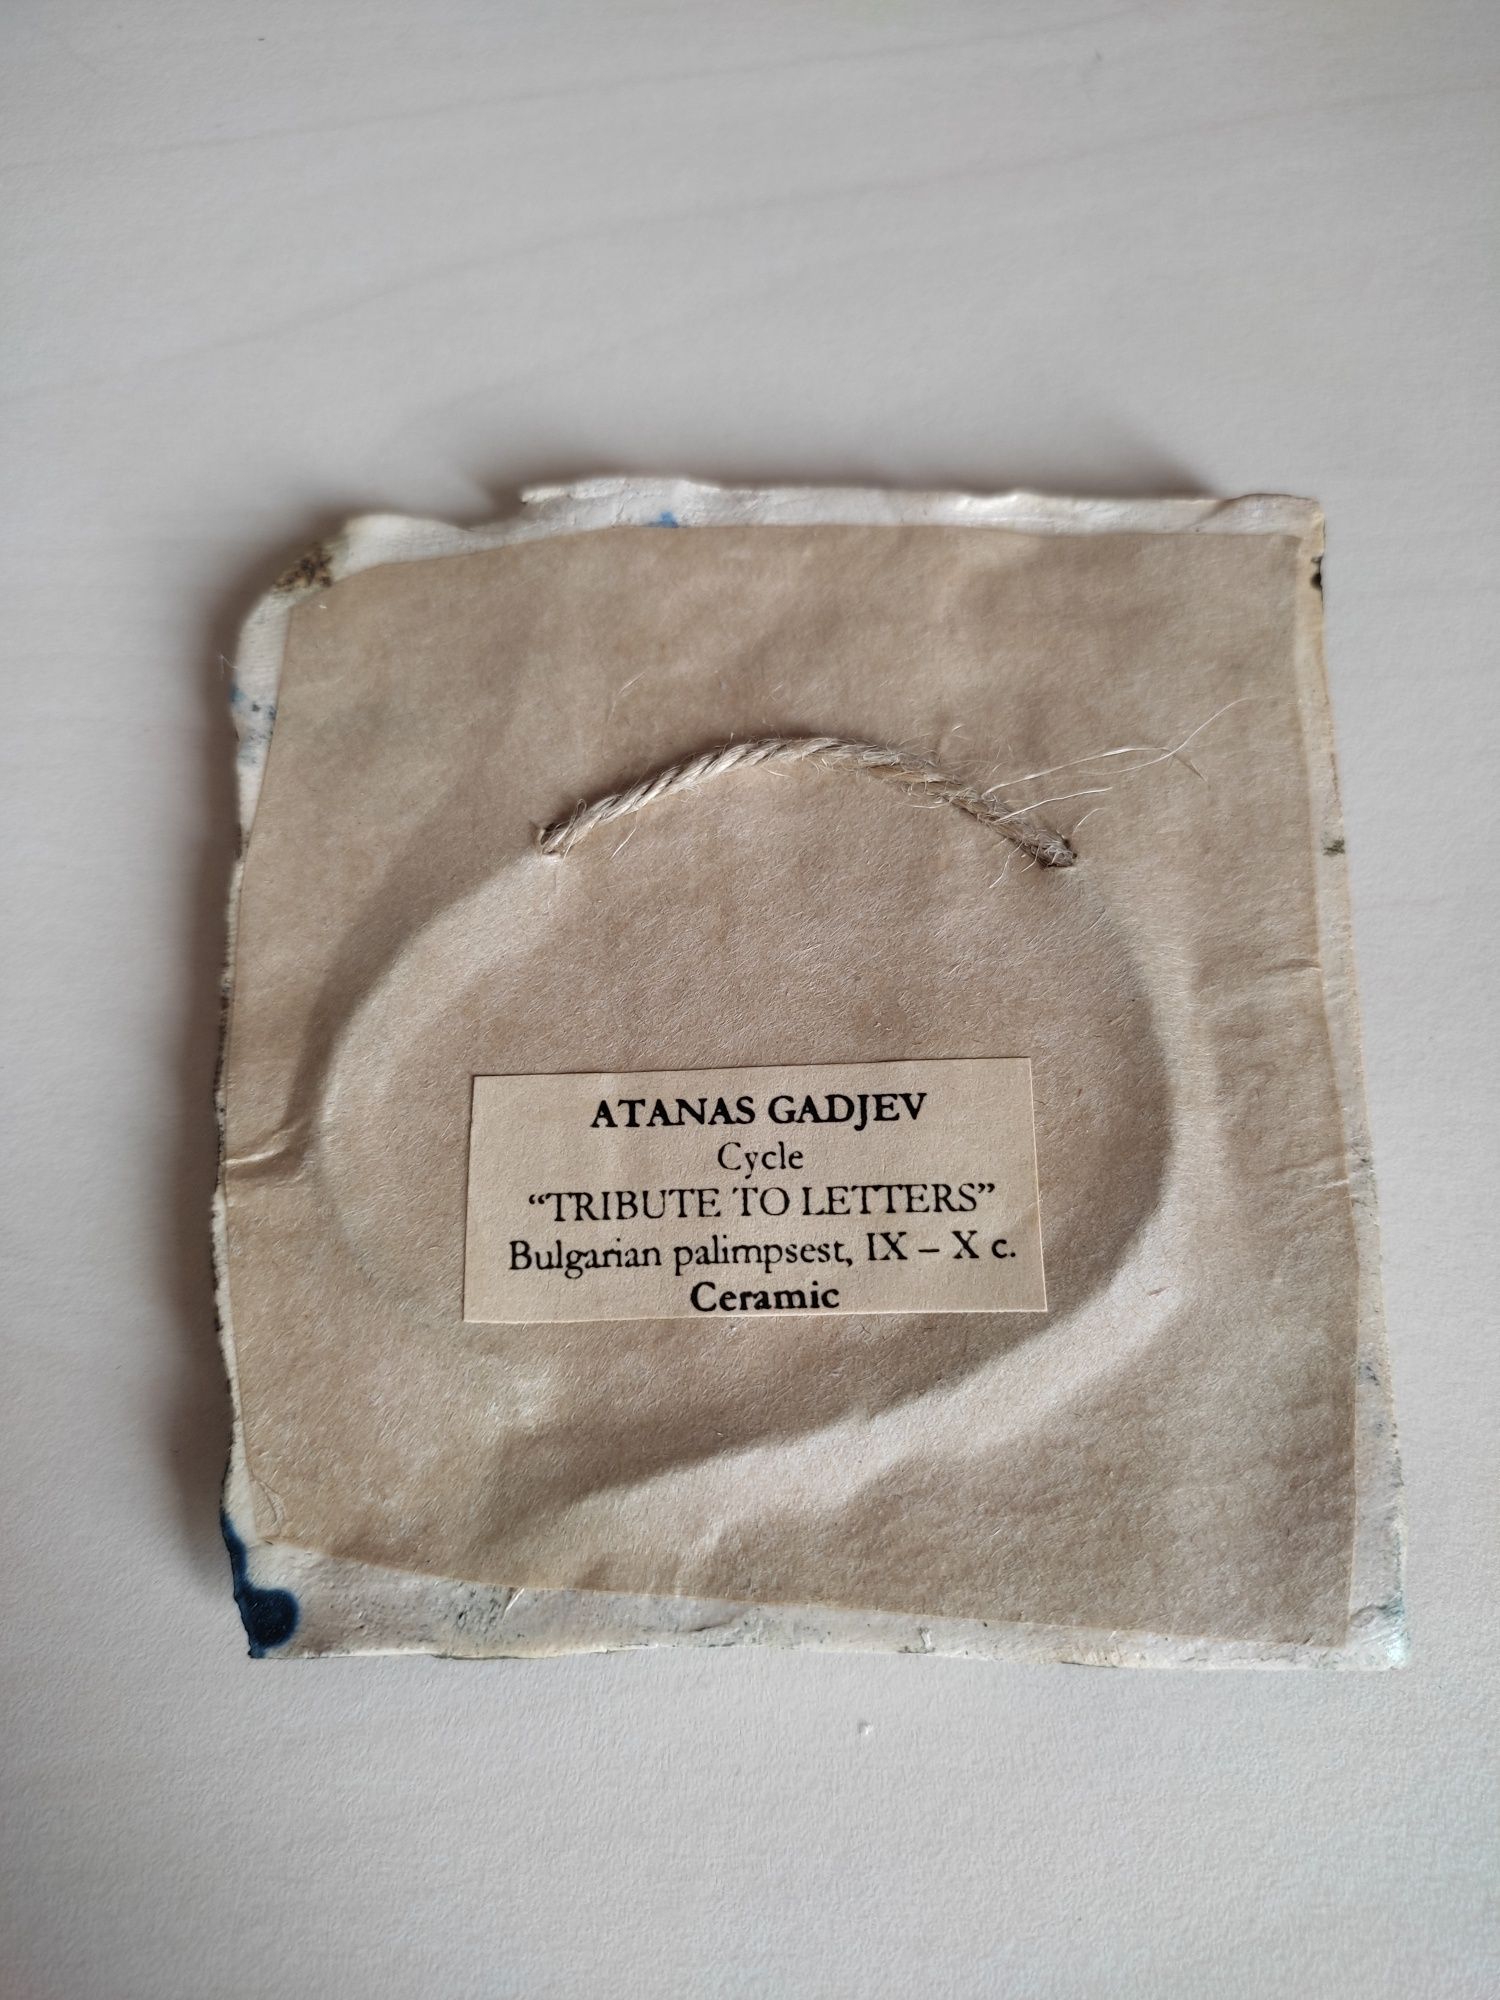 ATANAS GADJEV
Cycle
“TRIBUTE TO LETTERS”
Bulgarian palimpsest, IX – X c.
Ceramic